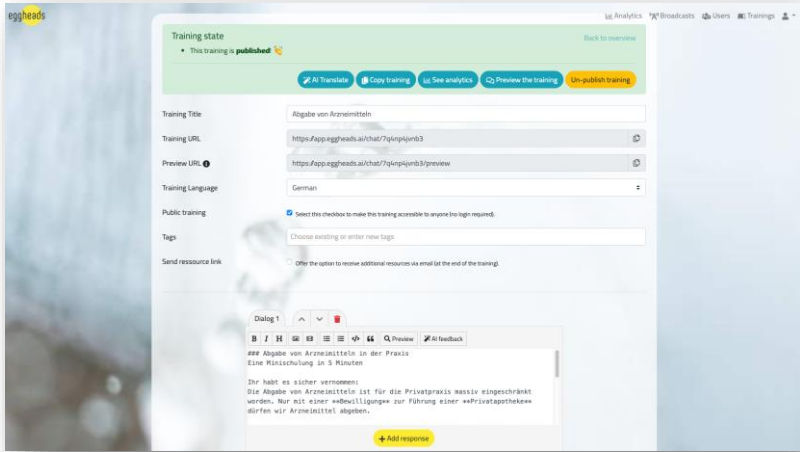 eggheads
Analytics Broadcasts Users Trainings
Training state
Back to overview
This training is published!
AI Translate Copy training See analytics Preview the training Un-publish training
Training Title Abgabe von Arzneimitteln
Training URL https://app.eggheads.ai/chat/7q4np4jvnb3
Preview URL https://app.eggheads.ai/chat/7q4np4jvnb3/preview
Training Language German
Public training Select this checkbox to make this training accessible to anyone (no login required).
Tags Choose existing or enter new tags
Send ressource link Offer the option to receive additional resources via email (at the end of the training).
Dialog 1
B I H Preview AI feedback
### Abgabe von Arzneimitteln in der Praxis
Eine Minischulung in 5 Minuten
Ihr habt es sicher vernommen:
Die Abgabe von Arzneimitteln ist für die Privatpraxis massiv eingeschränkt
worden. Nur mit einer **Bewilligung** zur Führung einer **Privatapotheke**
dürfen wir Arzneimittel abgeben.
+ Add response